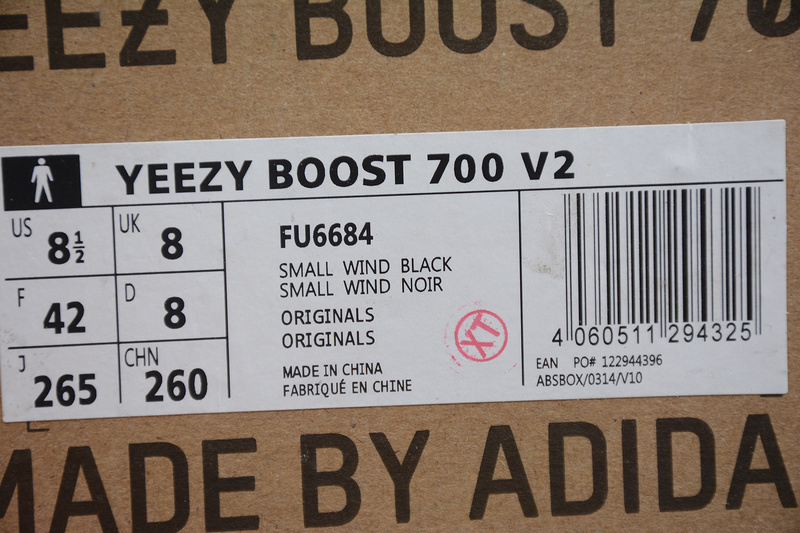 EEZY BOOST 70
YEEZY BOOST 700 V2
US 8½ UK 8
F 42 D 8
J 265 CHN 260
FU6684
SMALL WIND BLACK
SMALL WIND NOIR
ORIGINALS
ORIGINALS
MADE IN CHINA
FABRIQUÉ EN CHINE
XT
4 060511 294325
EAN PO# 122944396
ABSBOX/0314/V10
MADE BY ADIDA